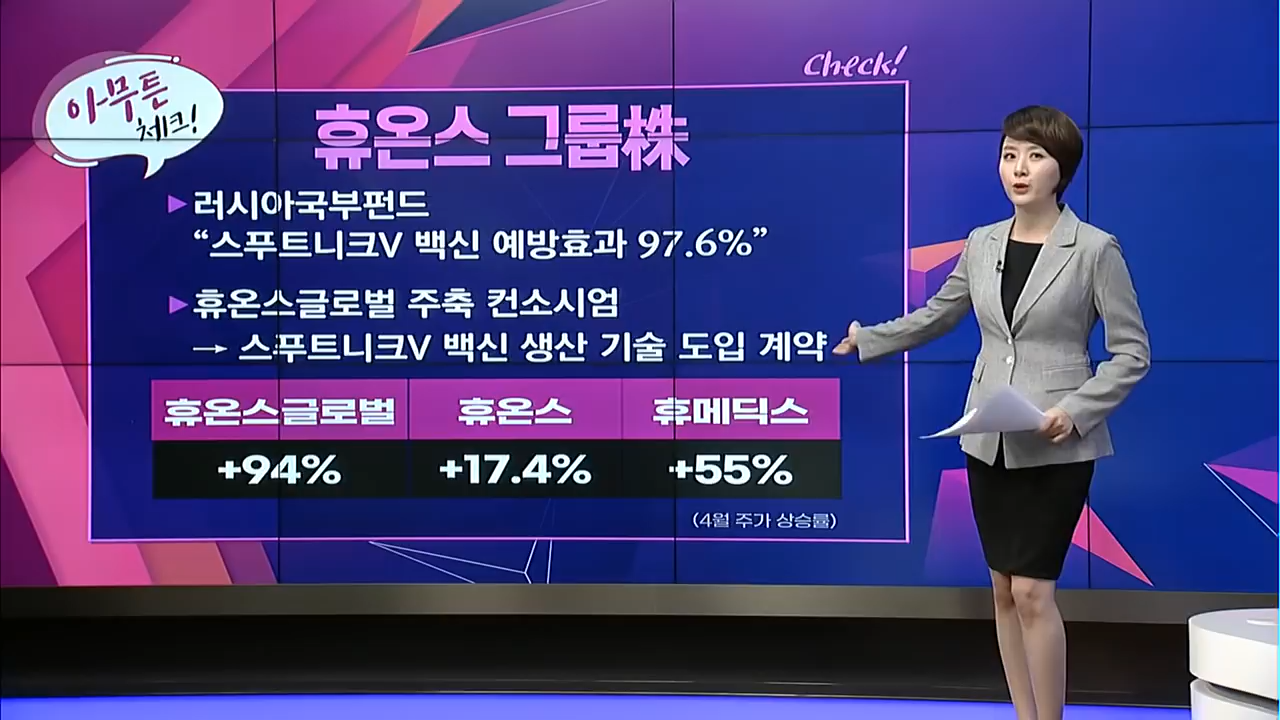 아무튼
체크!
Check!
휴온스 그룹株
▶러시아국부펀드
“스푸트니크V 백신 예방효과 97.6%”
▶휴온스글로벌 주축 컨소시엄
→ 스푸트니크V 백신 생산 기술 도입 계약
휴온스글로벌 휴온스 휴메딕스
+94% +17.4% +55%
(4월 주가 상승률)